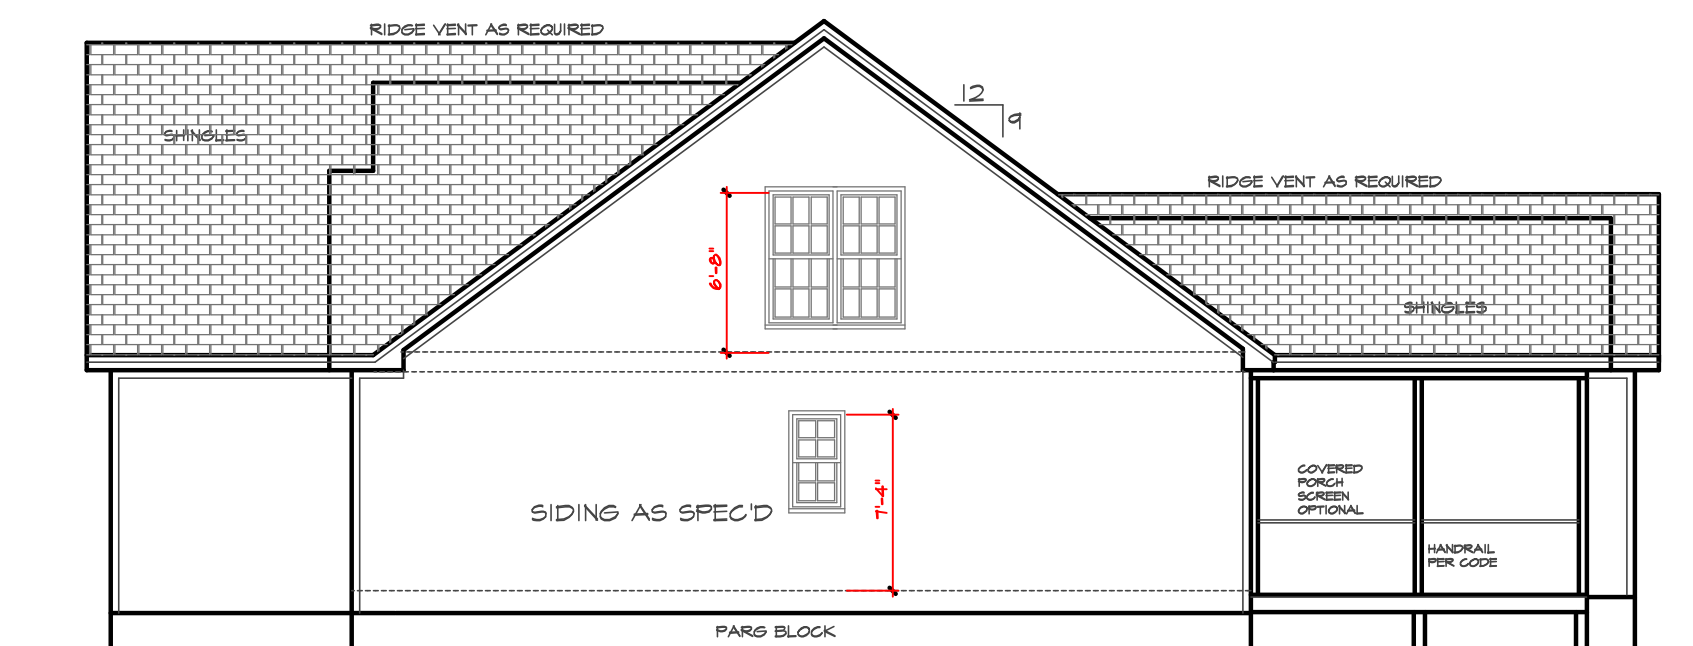 RIDGE VENT AS REQUIRED
12
9
SHINGLES
RIDGE VENT AS REQUIRED
6'-8"
SHINGLES
COVERED
PORCH
SCREEN
OPTIONAL
7'-4"
SIDING AS SPEC'D
HANDRAIL
PER CODE
PARG BLOCK